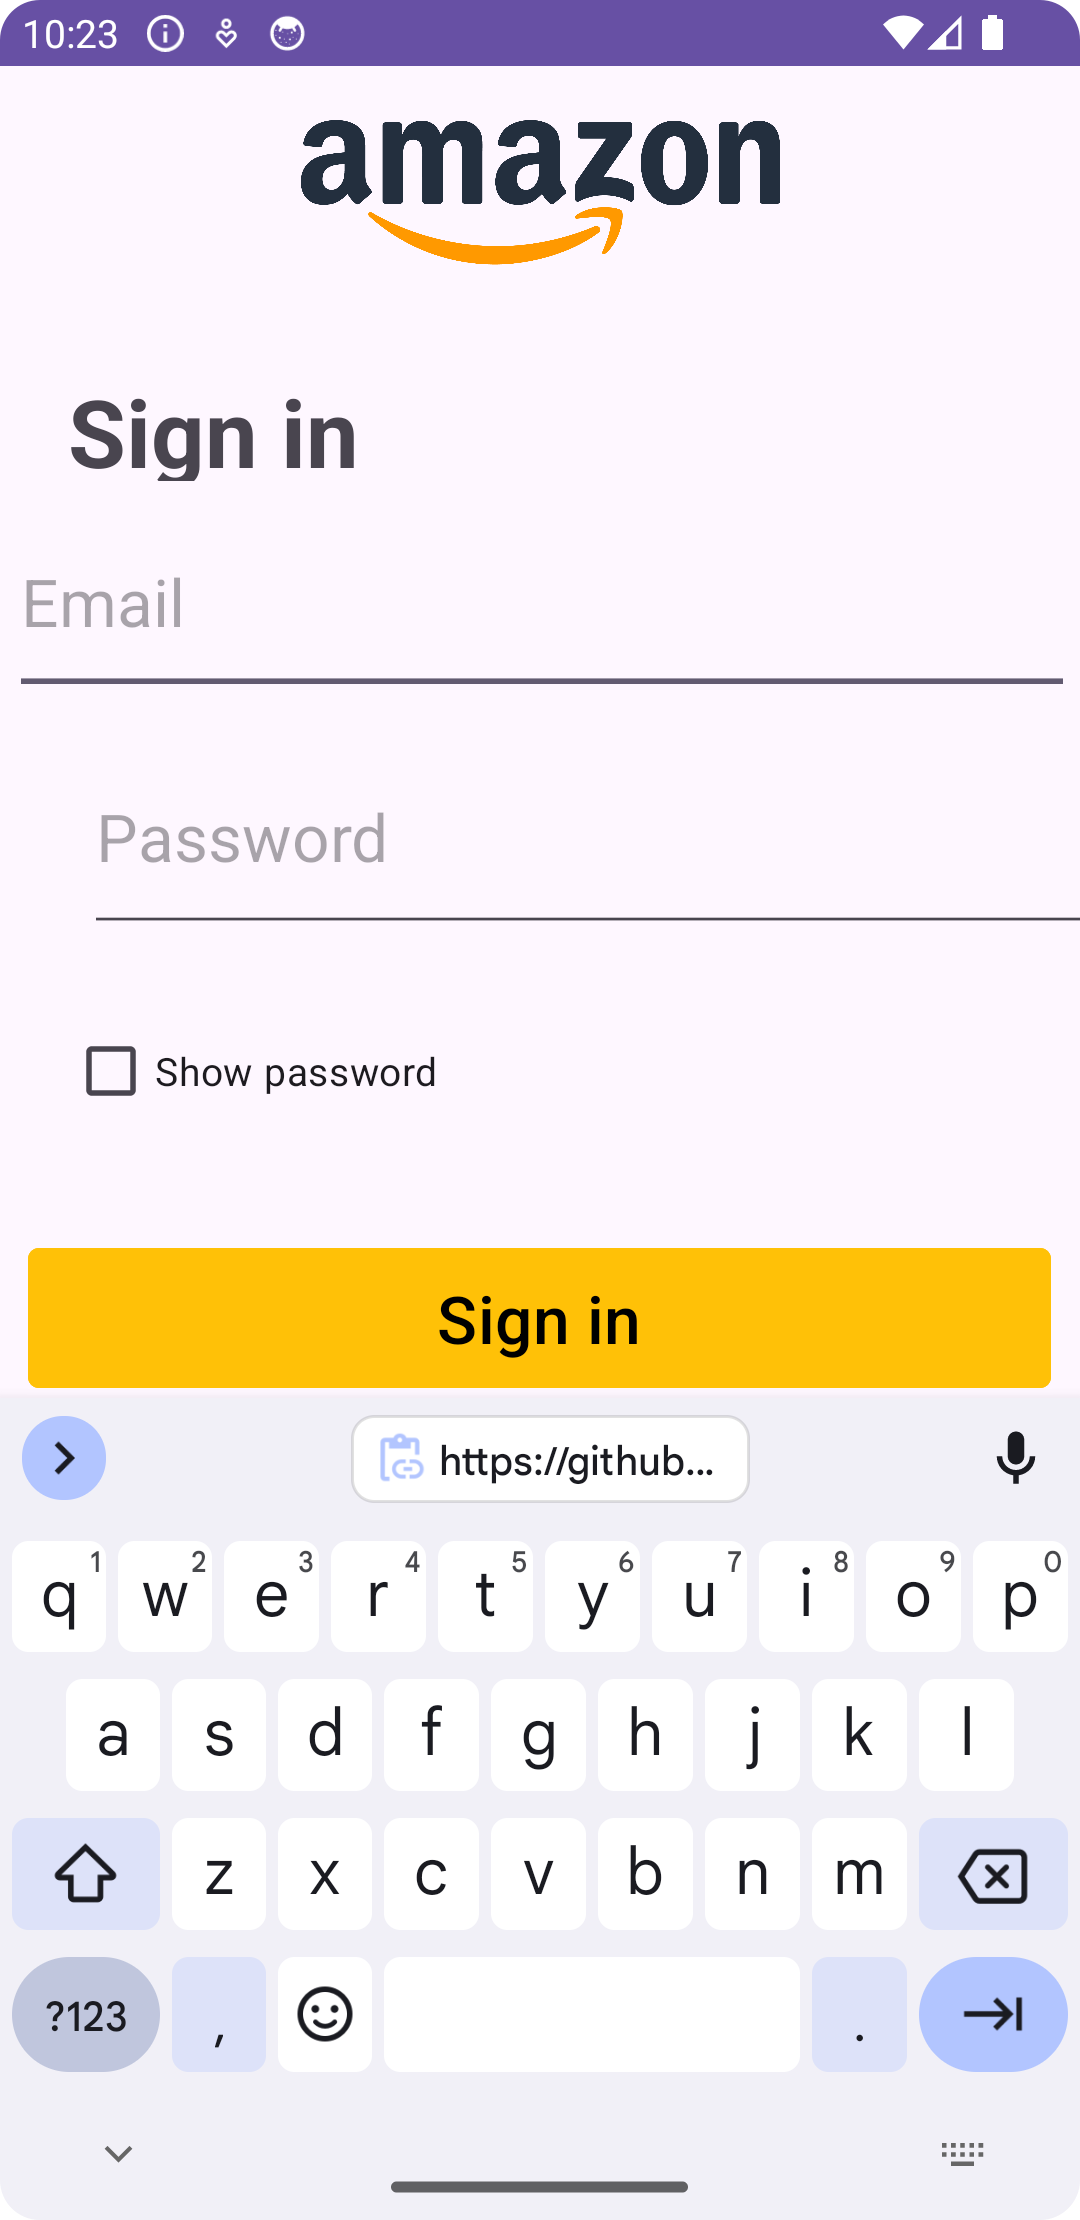 10:23
amazon
Sign in
Email
Password
Show password
Sign in
https://github...
q 1 w 2 e 3 r 4 t 5 y 6 u 7 i 8 o 9 p 0
a s d f g h j k l
z x c v b n m
?123 , .